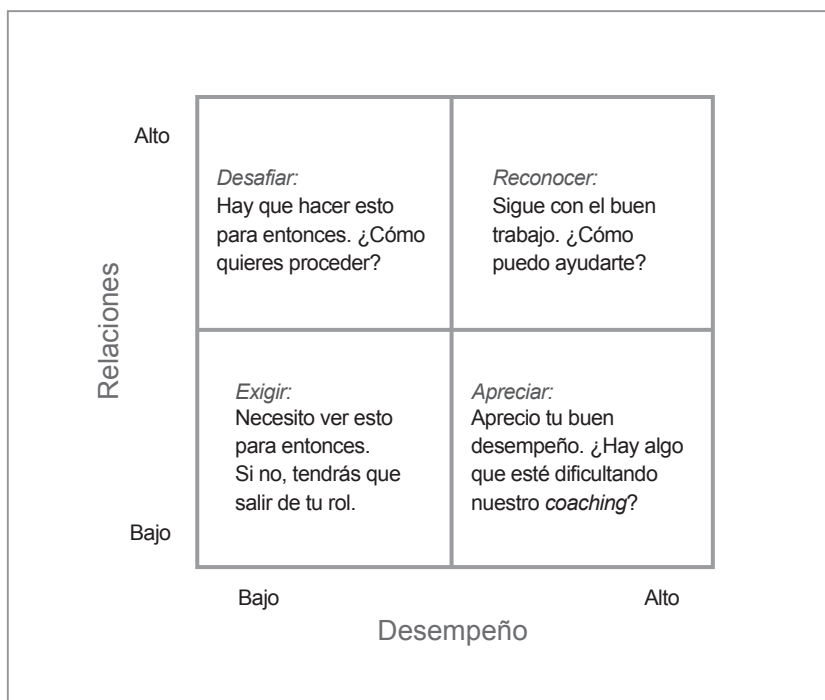 Alto
Desafiar:
Hay que hacer esto
para entonces. ¿Cómo
quieres proceder?
Reconocer:
Sigue con el buen
trabajo. ¿Cómo
puedo ayudarte?
Relaciones
Exigir:
Necesito ver esto
para entonces.
Si no, tendrás que
salir de tu rol.
Apreciar:
Aprecio tu buen
desempeño. ¿Hay algo
que esté dificultando
nuestro coaching?
Bajo
Bajo
Alto
Desempeño